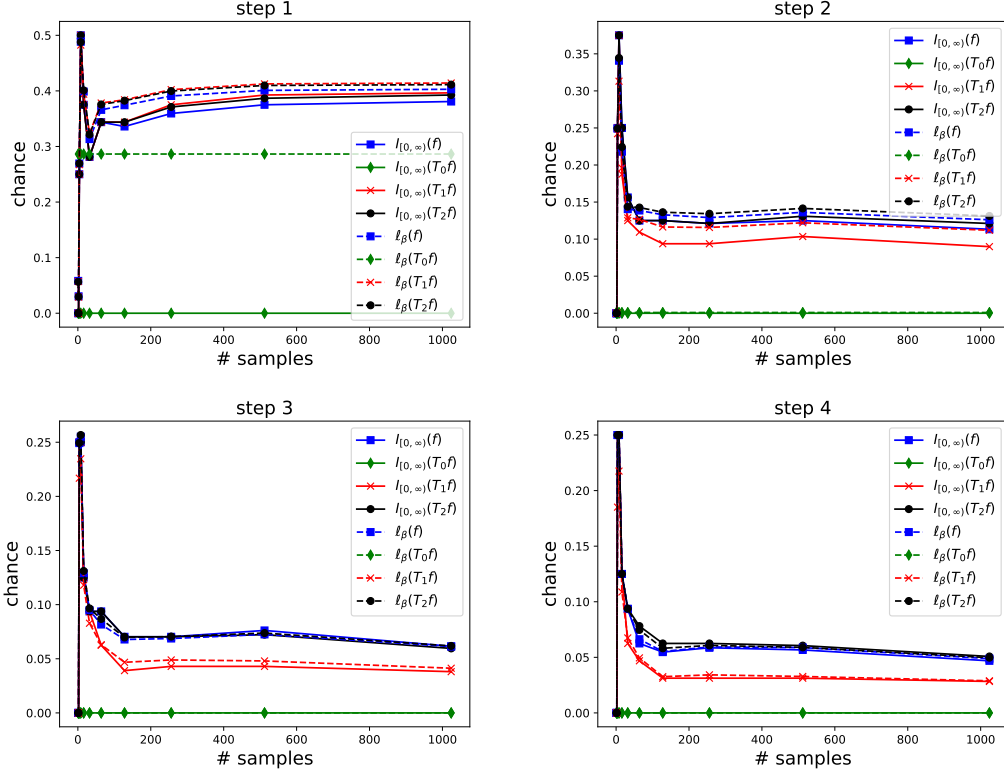 step 1
chance
0.5
0.4
0.3
0.2
0.1
0.0
I[0, ∞)(f)
I[0, ∞)(T0f)
I[0, ∞)(T1f)
I[0, ∞)(T2f)
ℓβ(f)
ℓβ(T0f)
ℓβ(T1f)
ℓβ(T2f)
0 200 400 600 800 1000
# samples
step 2
chance
0.35
0.30
0.25
0.20
0.15
0.10
0.05
0.00
I[0, ∞)(f)
I[0, ∞)(T0f)
I[0, ∞)(T1f)
I[0, ∞)(T2f)
ℓβ(f)
ℓβ(T0f)
ℓβ(T1f)
ℓβ(T2f)
0 200 400 600 800 1000
# samples
step 3
chance
0.25
0.20
0.15
0.10
0.05
0.00
I[0, ∞)(f)
I[0, ∞)(T0f)
I[0, ∞)(T1f)
I[0, ∞)(T2f)
ℓβ(f)
ℓβ(T0f)
ℓβ(T1f)
ℓβ(T2f)
0 200 400 600 800 1000
# samples
step 4
chance
0.25
0.20
0.15
0.10
0.05
0.00
I[0, ∞)(f)
I[0, ∞)(T0f)
I[0, ∞)(T1f)
I[0, ∞)(T2f)
ℓβ(f)
ℓβ(T0f)
ℓβ(T1f)
ℓβ(T2f)
0 200 400 600 800 1000
# samples